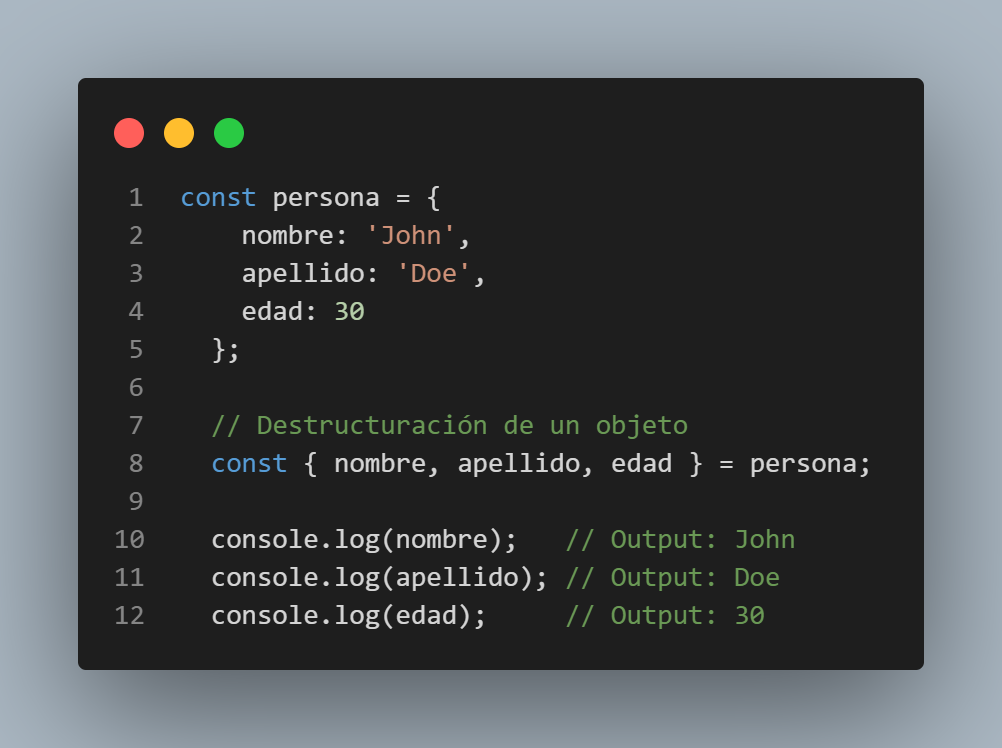 1 const persona = {
2 nombre: 'John',
3 apellido: 'Doe',
4 edad: 30
5 };
6
7 // Destructuración de un objeto
8 const { nombre, apellido, edad } = persona;
9
10 console.log(nombre); // Output: John
11 console.log(apellido); // Output: Doe
12 console.log(edad); // Output: 30